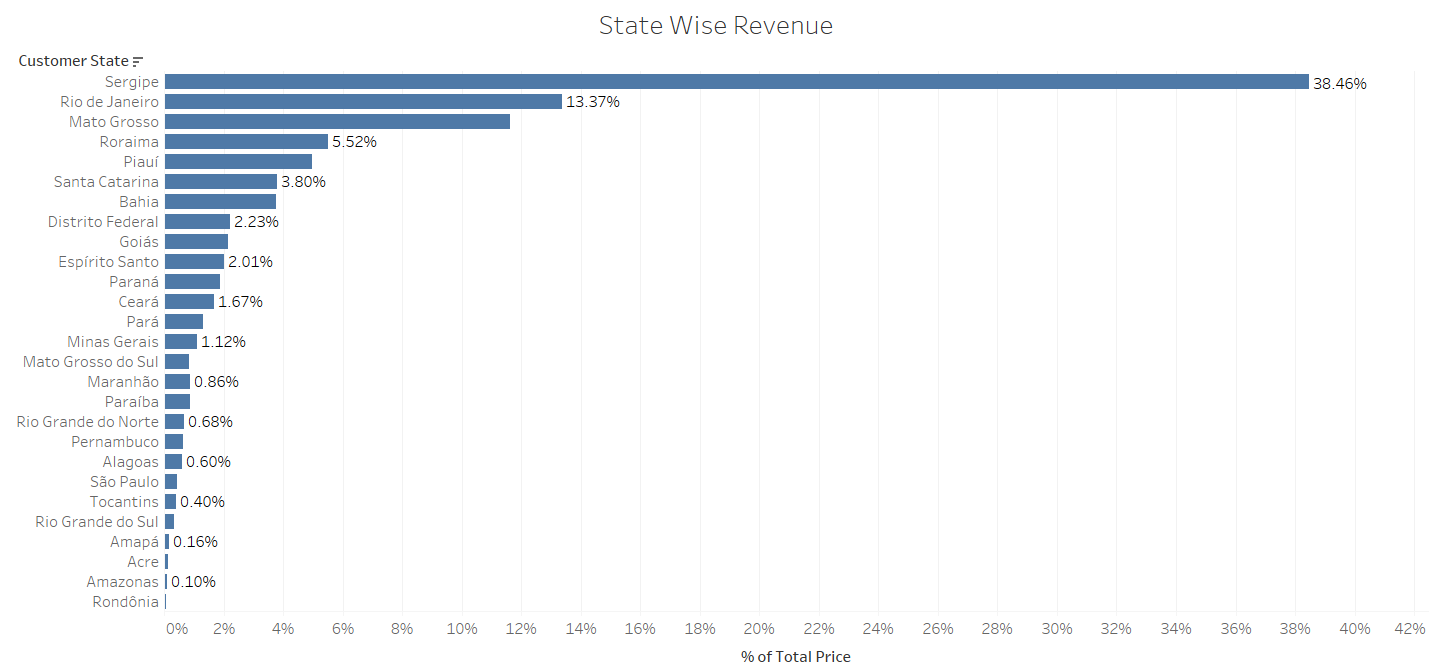 State Wise Revenue
Customer State
Sergipe 38.46%
Rio de Janeiro 13.37%
Mato Grosso
Roraima 5.52%
Piauí
Santa Catarina 3.80%
Bahia
Distrito Federal 2.23%
Goiás
Espírito Santo 2.01%
Paraná
Ceará 1.67%
Pará
Minas Gerais 1.12%
Mato Grosso do Sul
Maranhão 0.86%
Paraíba
Rio Grande do Norte 0.68%
Pernambuco
Alagoas 0.60%
São Paulo
Tocantins 0.40%
Rio Grande do Sul
Amapá 0.16%
Acre
Amazonas 0.10%
Rondônia
0% 2% 4% 6% 8% 10% 12% 14% 16% 18% 20% 22% 24% 26% 28% 30% 32% 34% 36% 38% 40% 42%
% of Total Price